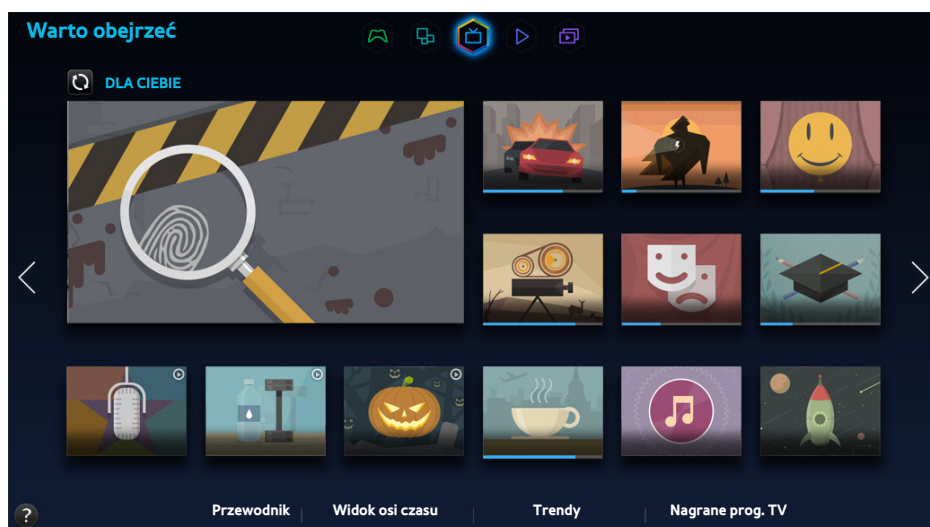 Warto obejrzeć
DLA CIEBIE
Przewodnik
Widok osi czasu
Trendy
Nagrane prog. TV
?